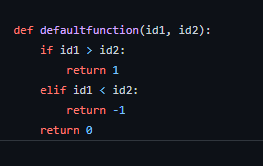 def defaultfunction(id1, id2):
    if id1 > id2:
        return 1
    elif id1 < id2:
        return -1
    return 0